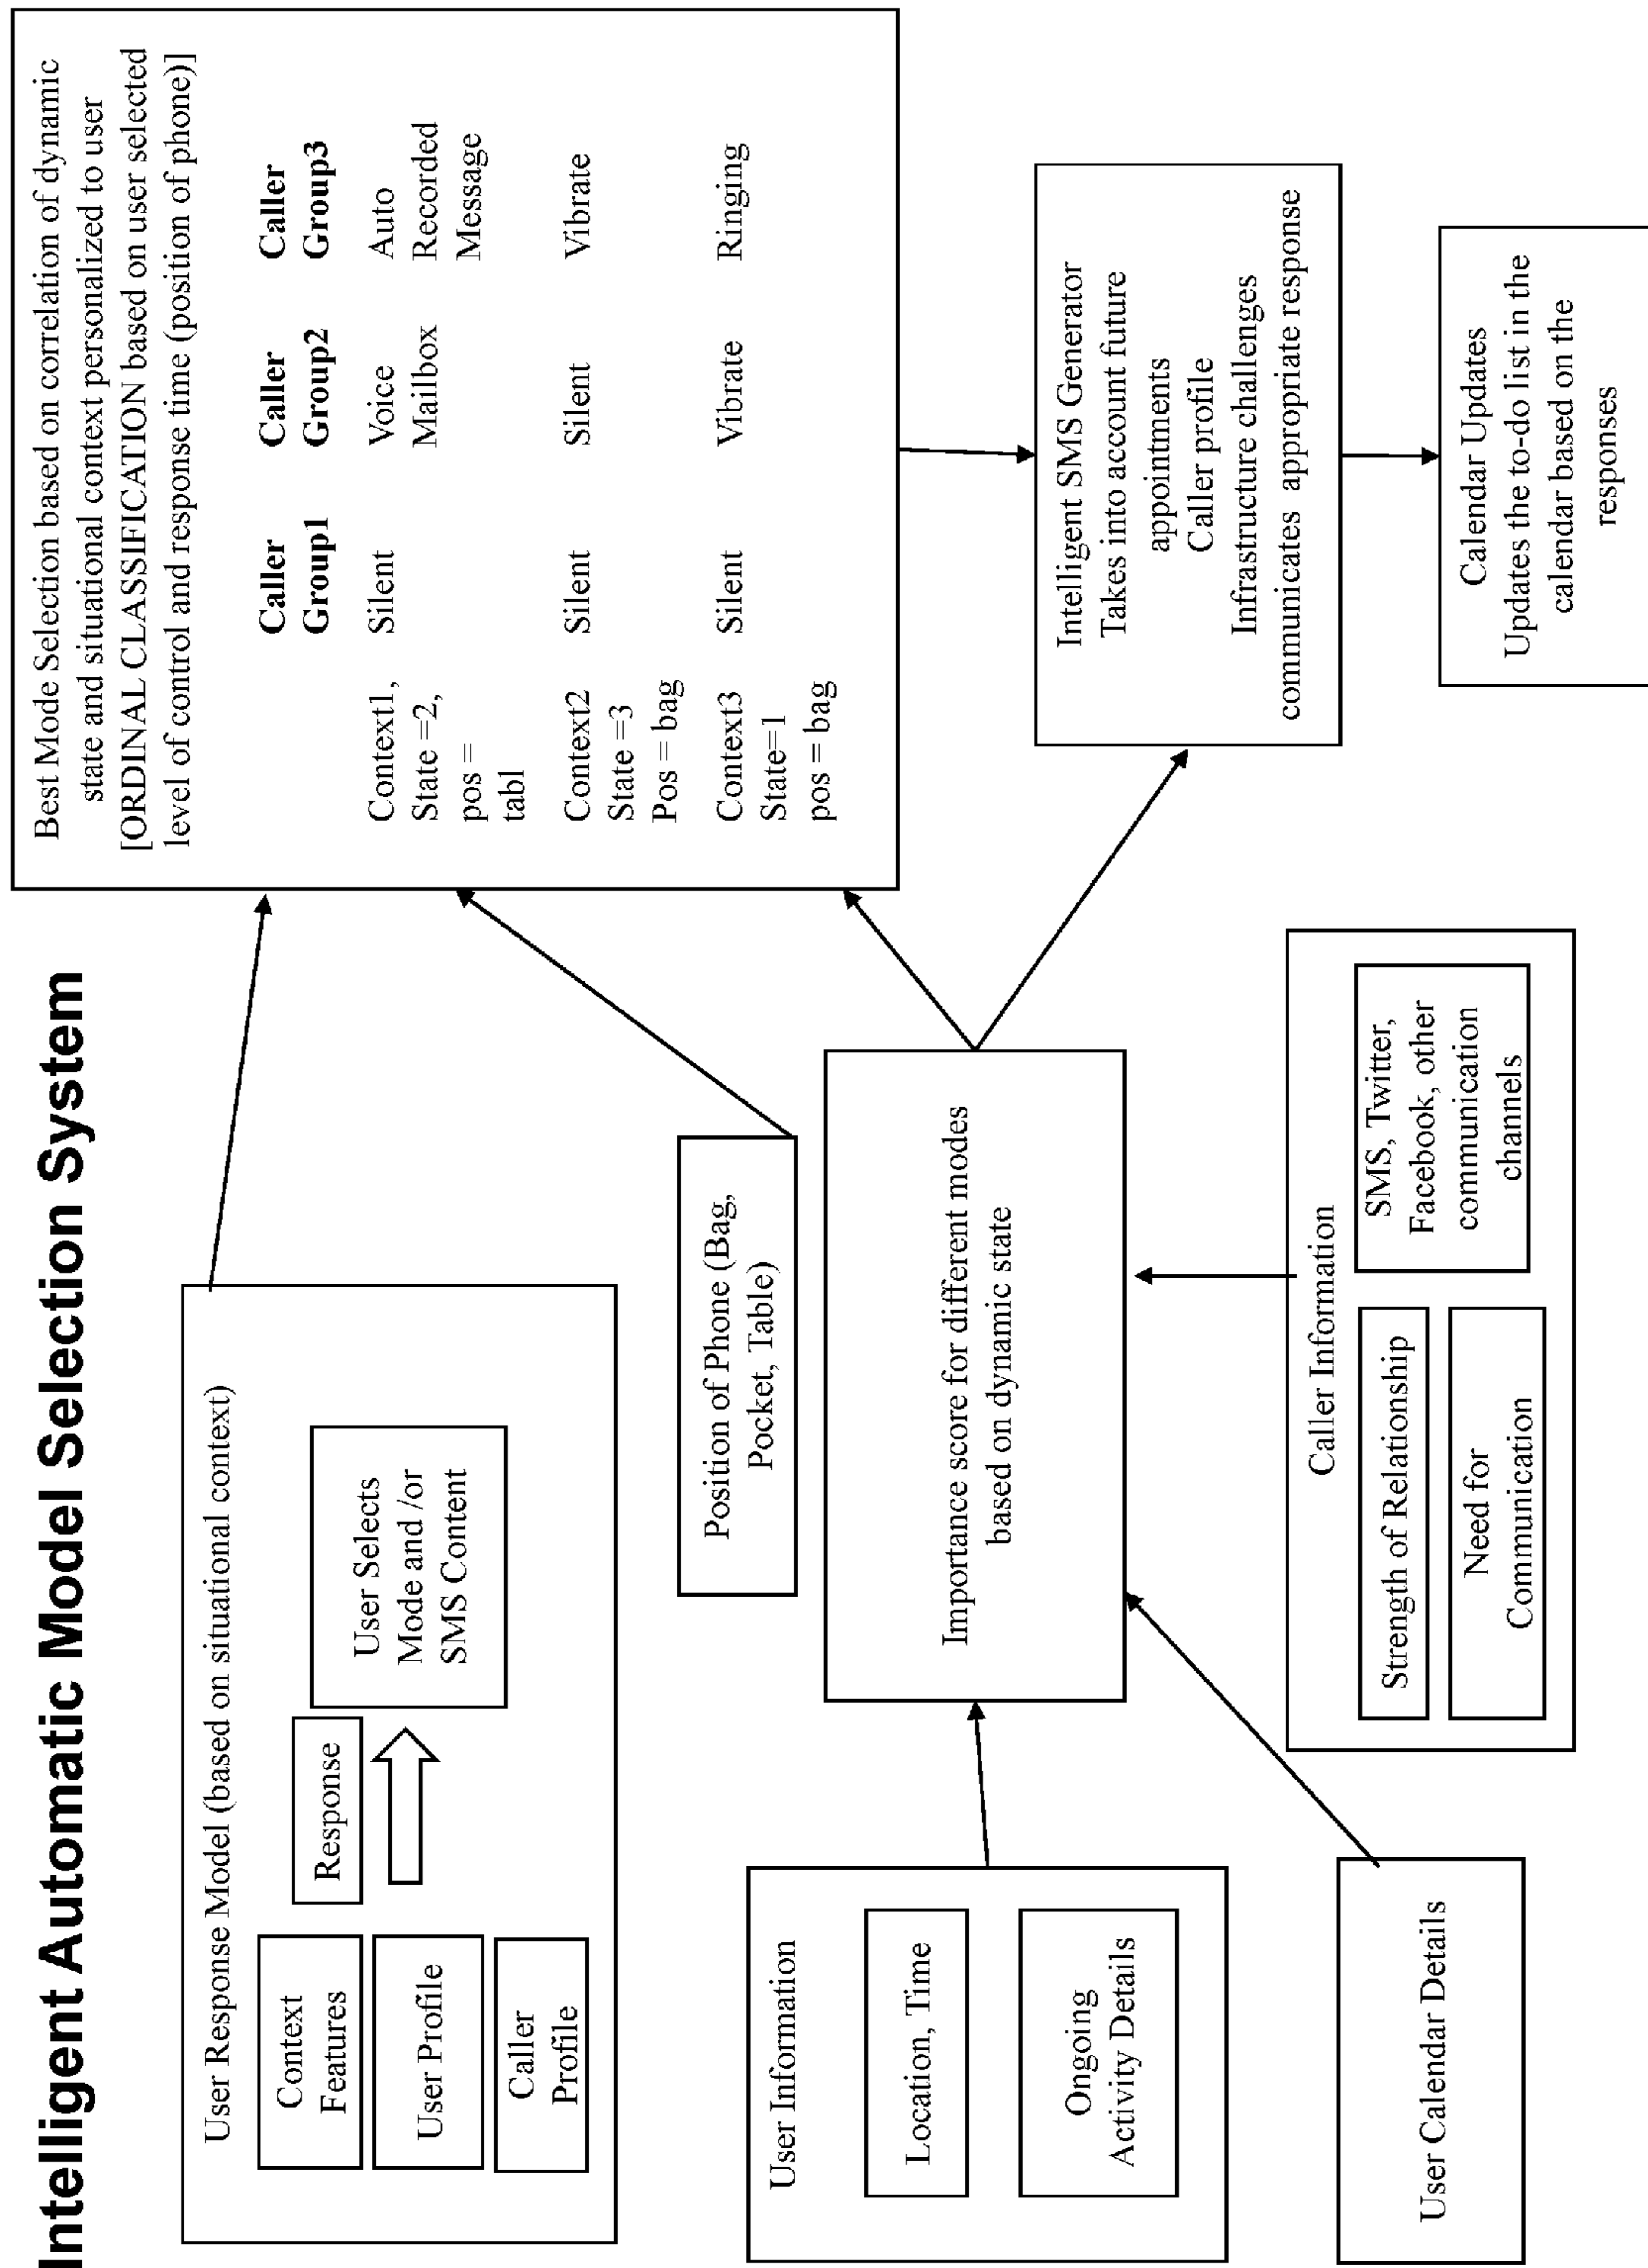 Intelligent Automatic Model Selection System
User Response Model (based on situational context)
Context
Features
User Profile
Caller
Profile
Response
User Selects
Mode and /or
SMS Content
User Information
Location, Time
Ongoing
Activity Details
User Calendar Details
Position of Phone (Bag,
Pocket, Table)
Importance score for different modes
based on dynamic state
Caller Information
Strength of Relationship
Need for
Communication
SMS, Twitter,
Facebook, other
communication
channels
Best Mode Selection based on correlation of dynamic
state and situational context personalized to user
[ORDINAL CLASSIFICATION based on user selected
level of control and response time (position of phone)]
Caller Caller Caller
Group1 Group2 Group3
Context1, Silent Voice Auto
State =2, Mailbox Recorded
pos = Message
tabl
Context2 Silent Silent Vibrate
State =3
Pos = bag
Context3 Silent Vibrate Ringing
State=1
pos = bag
Intelligent SMS Generator
Takes into account future
appointments
Caller profile
Infrastructure challenges
communicates appropriate response
Calendar Updates
Updates the to-do list in the
calendar based on the
responses